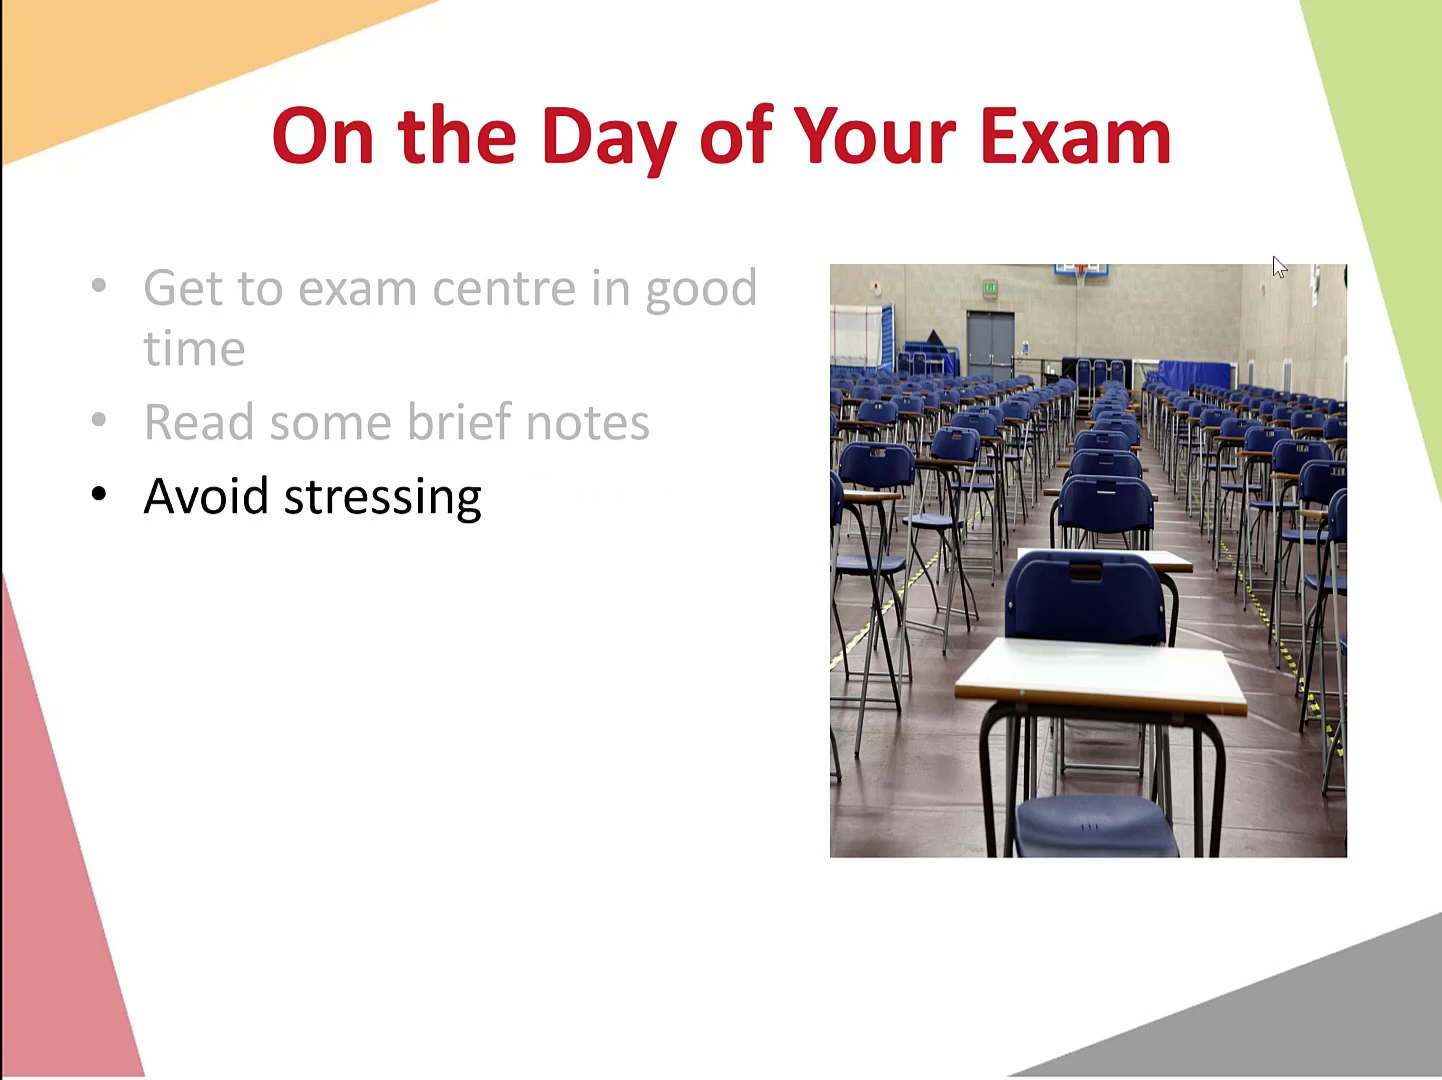 On the Day of Your Exam
• Get to exam centre in good
time
• Read some brief notes
• Avoid stressing